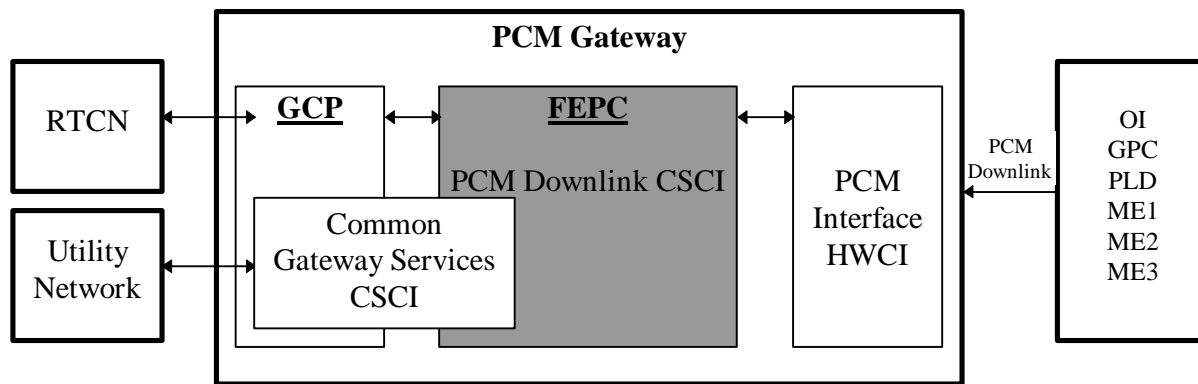 PCM Gateway
RTCN
Utility
Network
GCP
FEPC
PCM Downlink CSCI
Common
Gateway Services
CSCI
PCM
Interface
HWCI
PCM
Downlink
OI
GPC
PLD
ME1
ME2
ME3